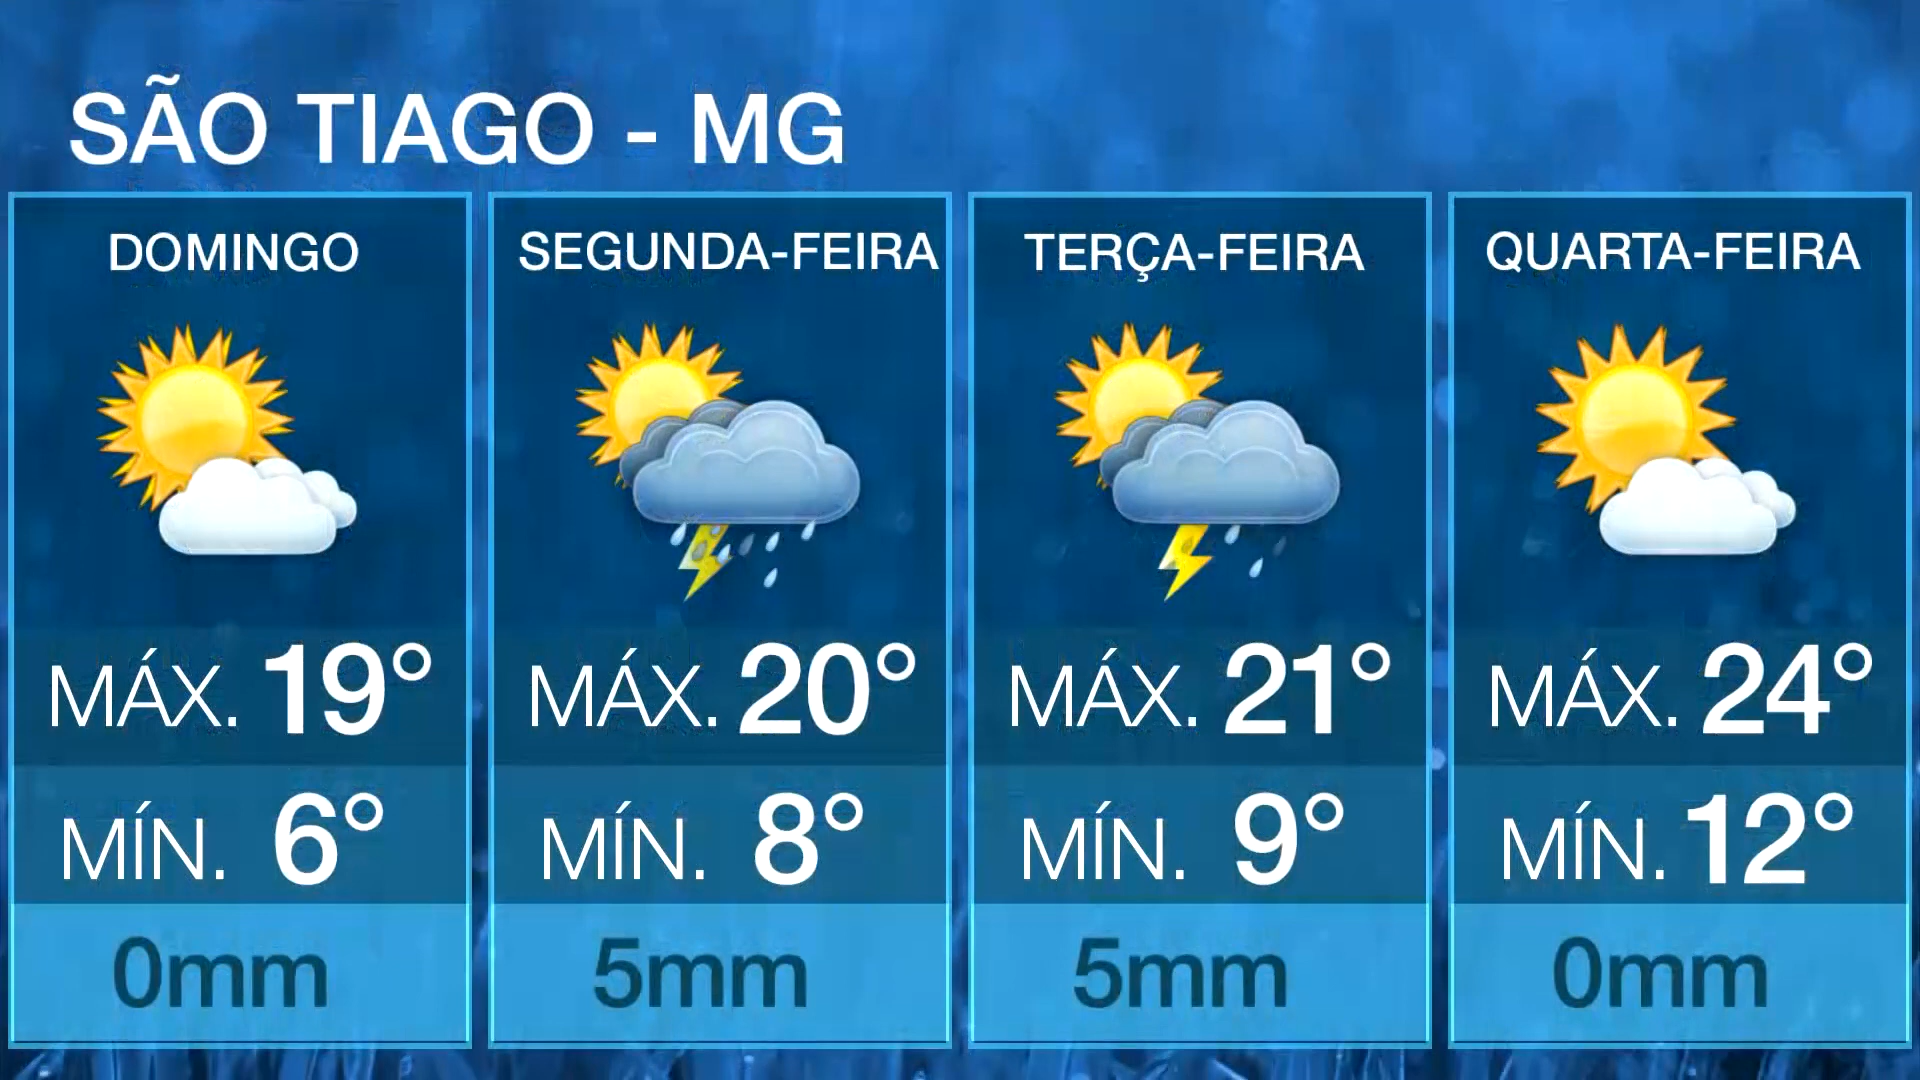 SÃO TIAGO - MG
DOMINGO
MÁX. 19°
MÍN. 6°
0mm
SEGUNDA-FEIRA
MÁX. 20°
MÍN. 8°
5mm
TERÇA-FEIRA
MÁX. 21°
MÍN. 9°
5mm
QUARTA-FEIRA
MÁX. 24°
MÍN. 12°
0mm